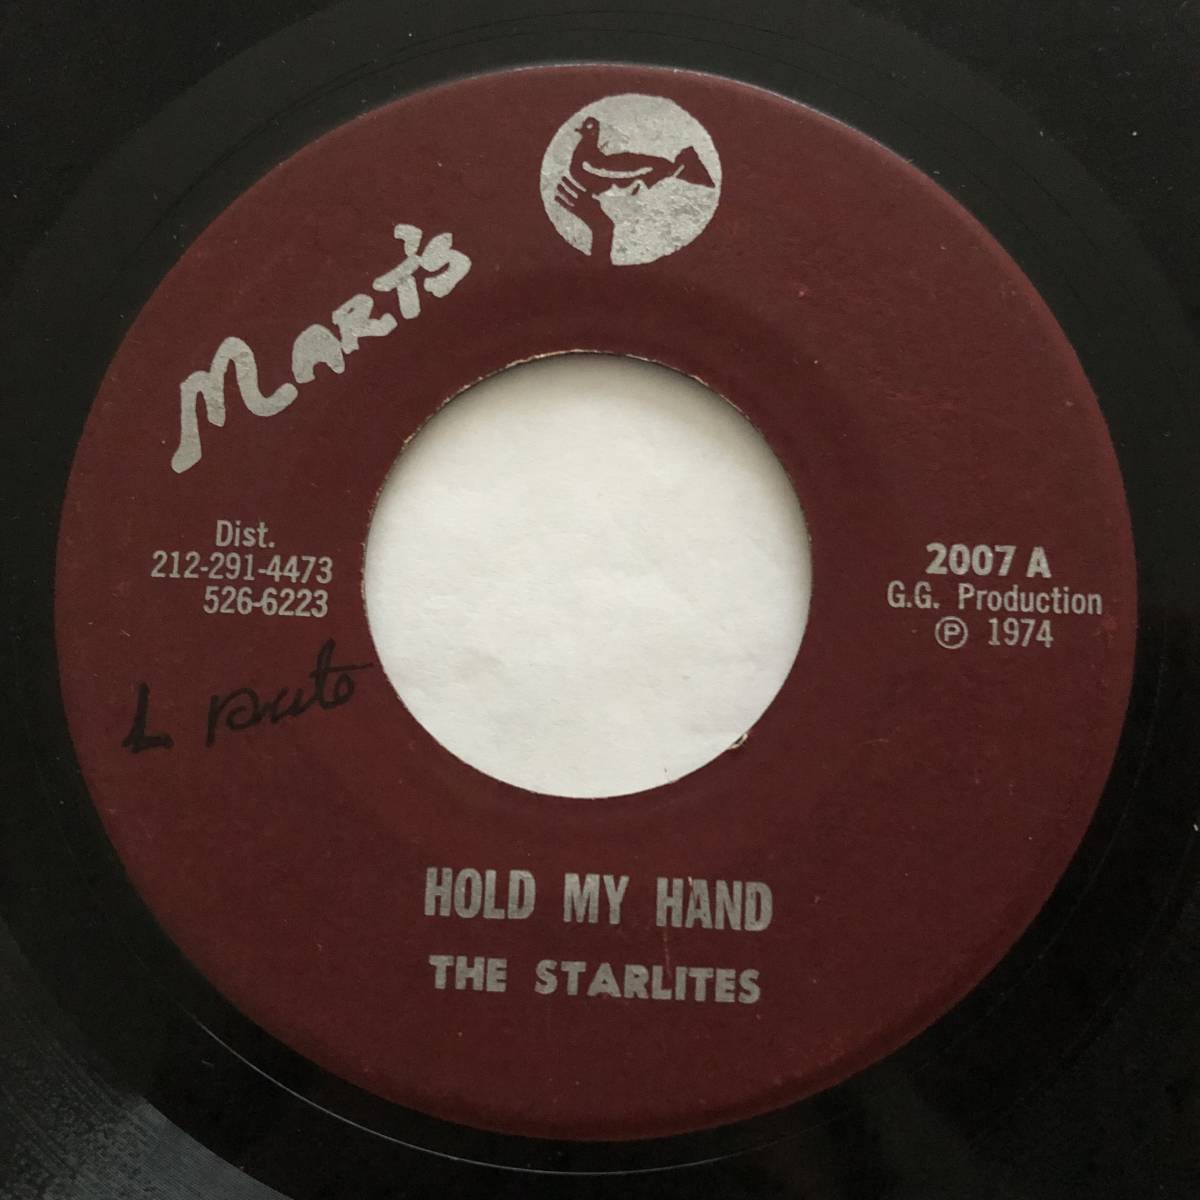 Mart's
Dist.
212-291-4473
526-6223
2007 A
G.G. Production
Ⓟ 1974
HOLD MY HAND
THE STARLITES